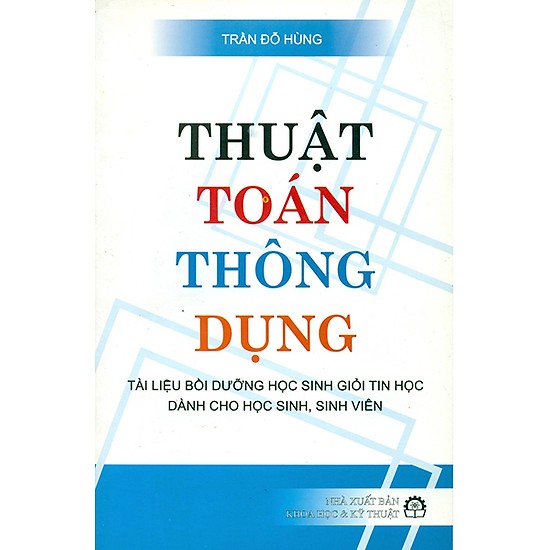 TRẦN ĐỖ HÙNG
THUẬT
TOÁN
THÔNG
DỤNG
TÀI LIỆU BỒI DƯỠNG HỌC SINH GIỎI TIN HỌC
DÀNH CHO HỌC SINH, SINH VIÊN
NHÀ XUẤT BẢN
KHOA HỌC & KỸ THUẬT